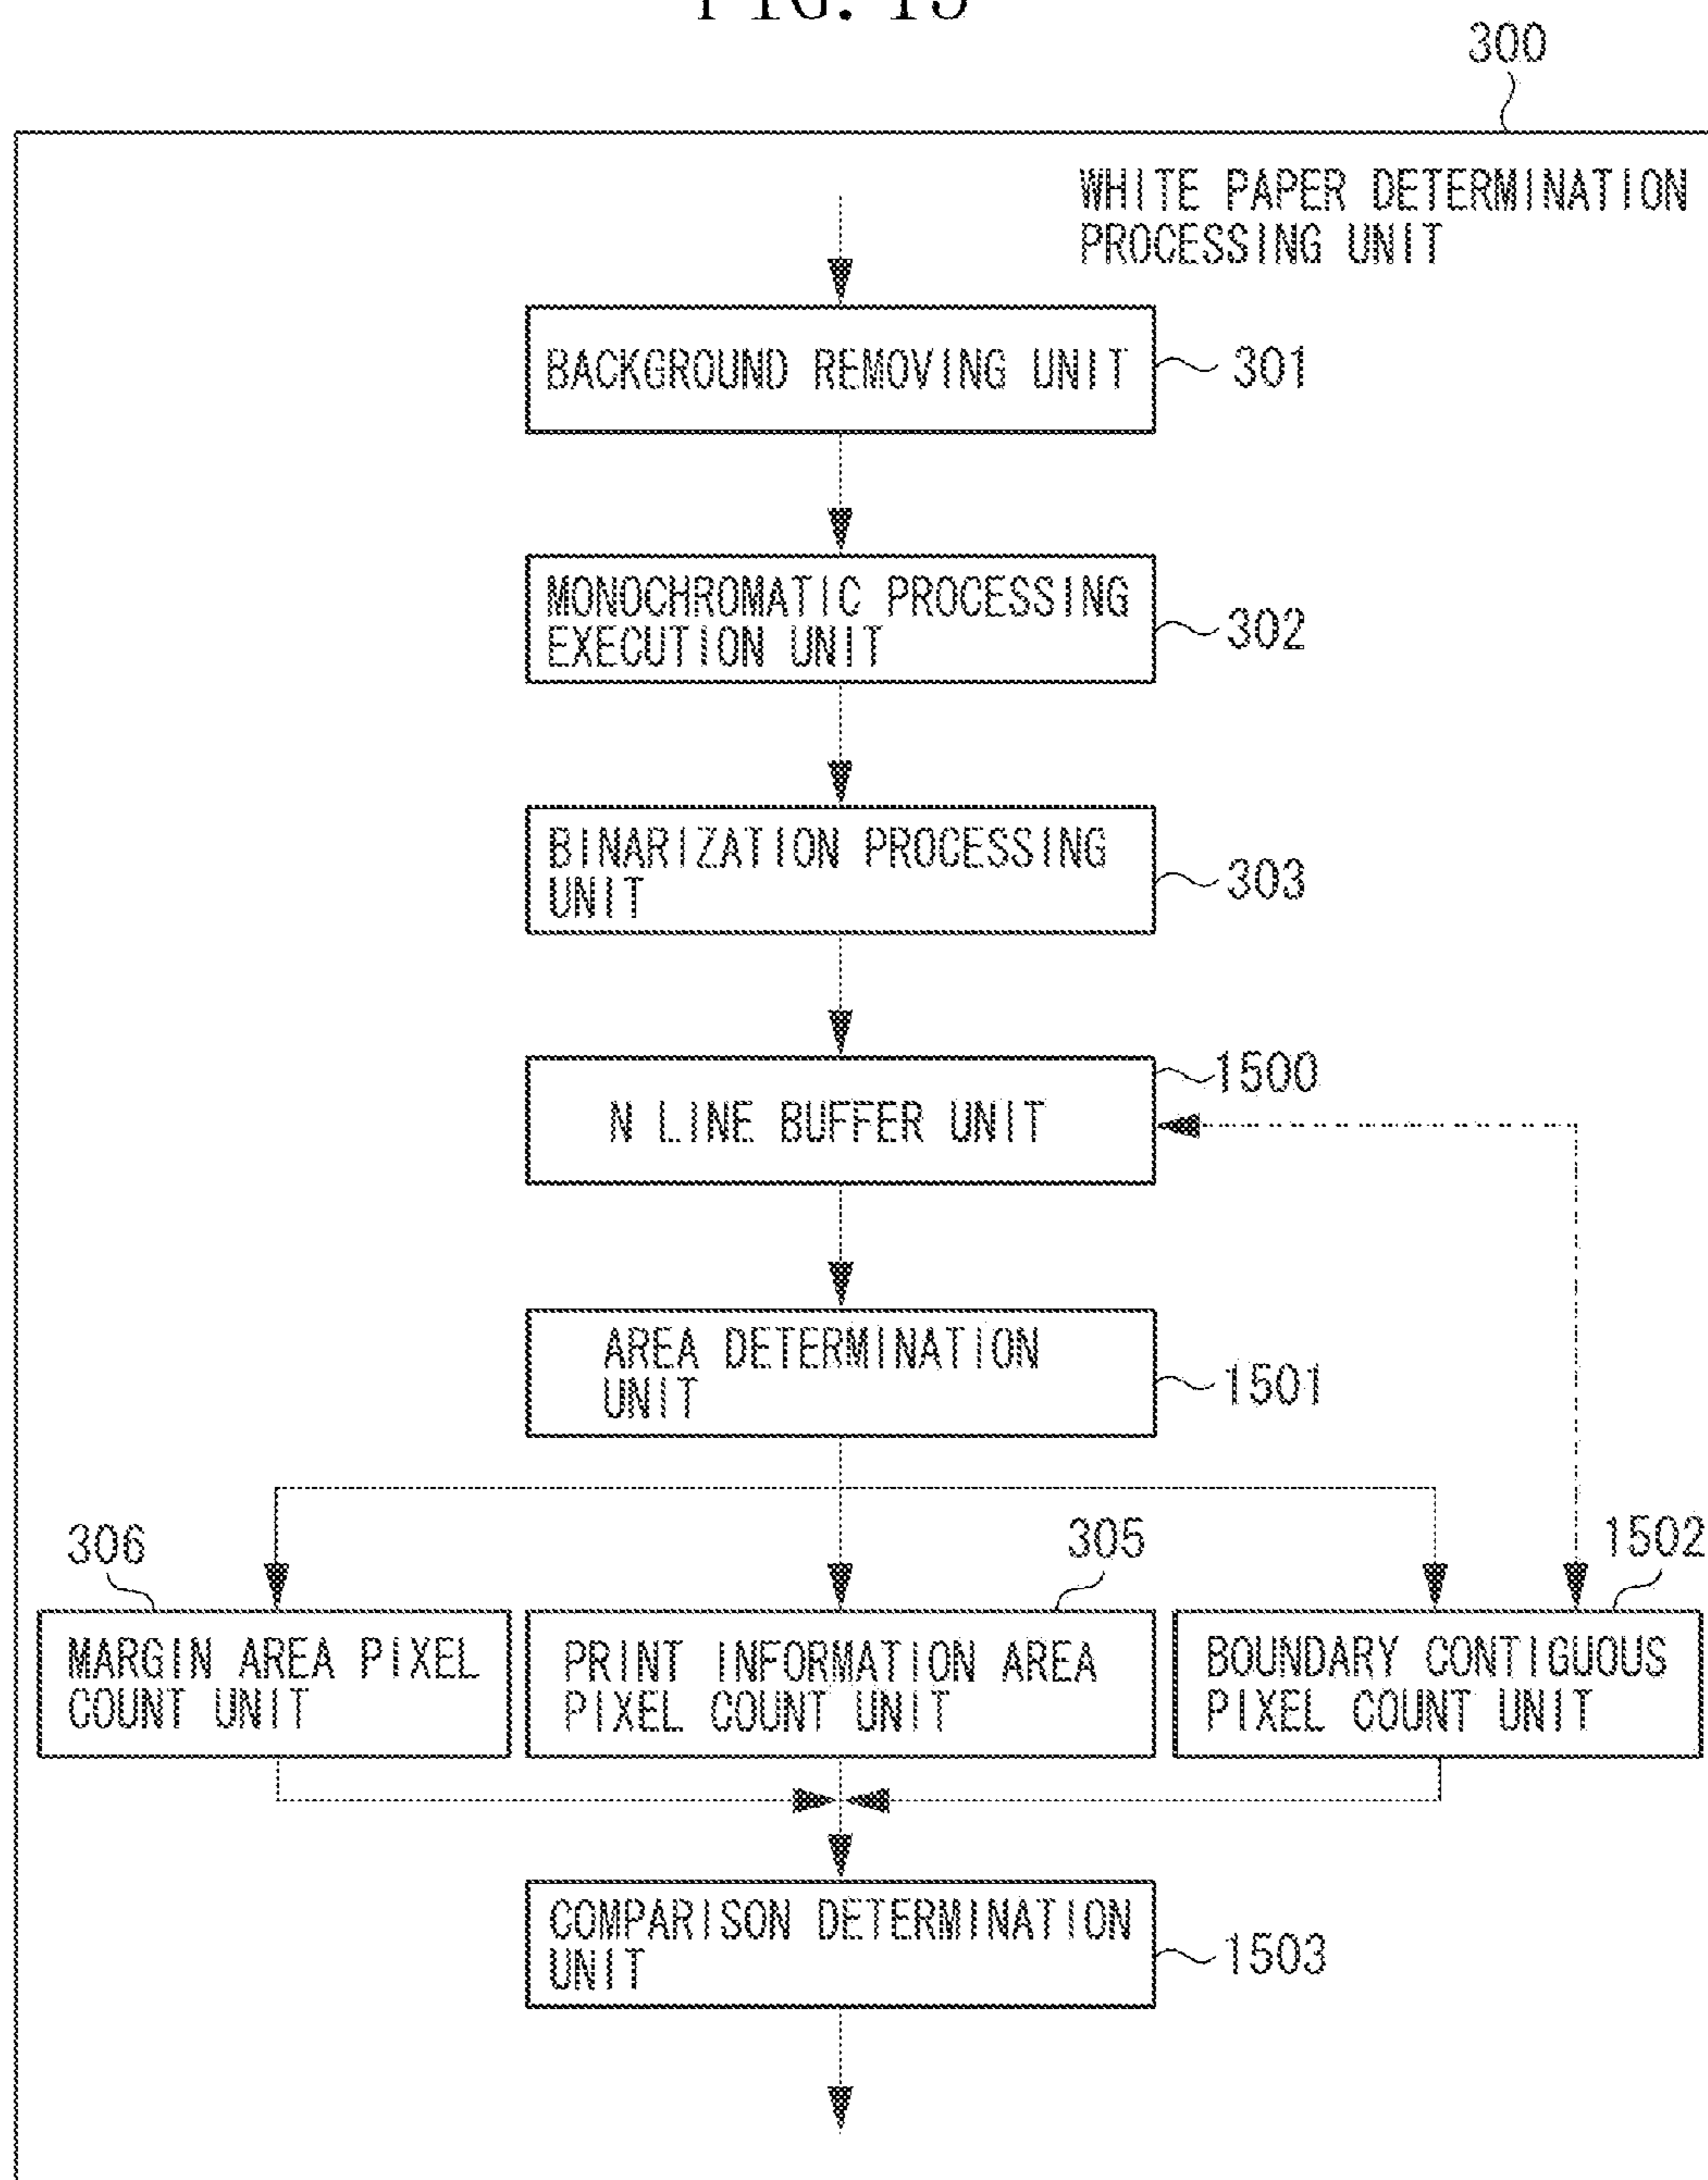 FIG. 15
300
WHITE PAPER DETERMINATION
PROCESSING UNIT
BACKGROUND REMOVING UNIT
301
MONOCHROMATIC PROCESSING
EXECUTION UNIT
302
BINARIZATION PROCESSING
UNIT
303
1500
N LINE BUFFER UNIT
AREA DETERMINATION
UNIT
1501
306
305
1502
MARGIN AREA PIXEL
COUNT UNIT
PRINT INFORMATION AREA
PIXEL COUNT UNIT
BOUNDARY CONTIGUOUS
PIXEL COUNT UNIT
COMPARISON DETERMINATION
UNIT
1503